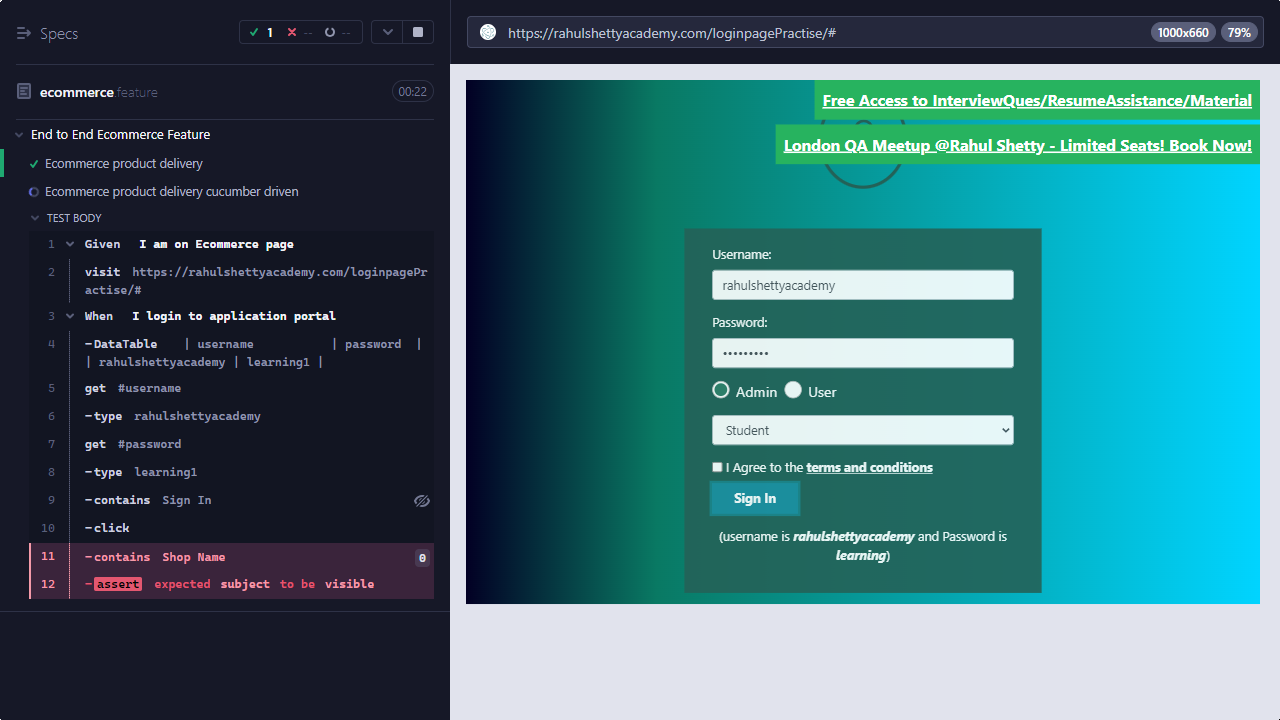 Specs
1
--
--
https://rahulshettyacademy.com/loginpagePractise/#
1000x660
79%
ecommerce.feature
00:22
End to End Ecommerce Feature
Ecommerce product delivery
Ecommerce product delivery cucumber driven
TEST BODY
1 Given I am on Ecommerce page
2 visit https://rahulshettyacademy.com/loginpagePr
actise/#
3 When I login to application portal
4 -DataTable | username | password |
| rahulshettyacademy | learning1 |
5 get #username
6 -type rahulshettyacademy
7 get #password
8 -type learning1
9 -contains Sign In
10 -click
11 -contains Shop Name 0
12 -assert expected subject to be visible
Free Access to InterviewQues/ResumeAssistance/Material
London QA Meetup @Rahul Shetty - Limited Seats! Book Now!
Username:
rahulshettyacademy
Password:
•••••••••
Admin User
Student
I Agree to the terms and conditions
Sign In
(username is rahulshettyacademy and Password is
learning)